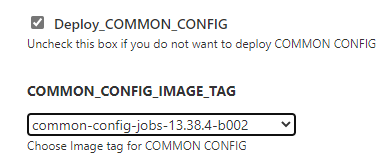 Deploy_COMMON_CONFIG
Uncheck this box if you do not want to deploy COMMON CONFIG
COMMON_CONFIG_IMAGE_TAG
common-config-jobs-13.38.4-b002
Choose Image tag for COMMON CONFIG